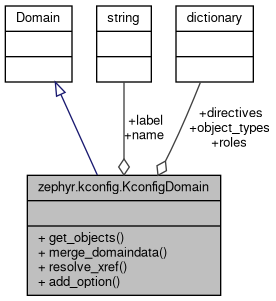 Domain
string
dictionary
+label
+name
+directives
+object_types
+roles
zephyr.kconfig.KconfigDomain
+ get_objects()
+ merge_domaindata()
+ resolve_xref()
+ add_option()